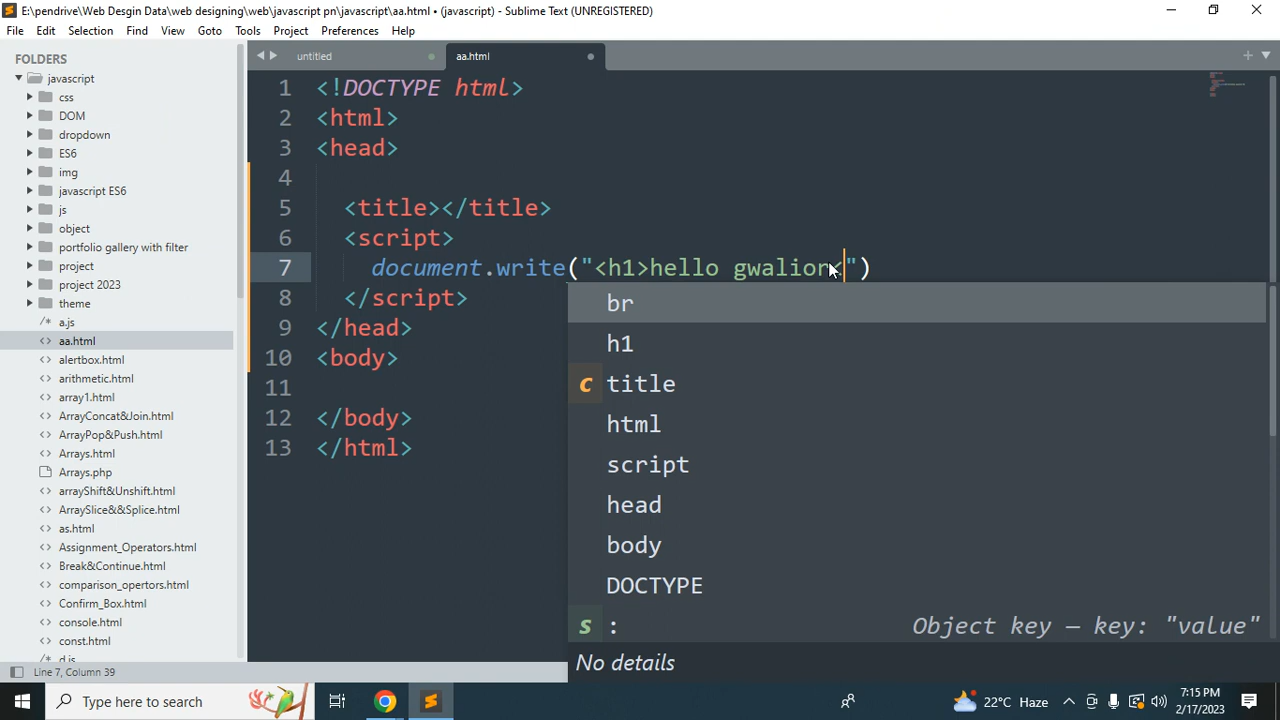 E:\pendrive\Web Desgin Data\web designing\web\javascript pn\javascript\aa.html • (javascript) - Sublime Text (UNREGISTERED)
File Edit Selection Find View Goto Tools Project Preferences Help
FOLDERS
javascript
css
DOM
dropdown
ES6
img
javascript ES6
js
object
portfolio gallery with filter
project
project 2023
theme
/* a.js
<> aa.html
<> alertbox.html
<> arithmetic.html
<> array1.html
<> ArrayConcat&Join.html
<> ArrayPop&Push.html
<> Arrays.html
Arrays.php
<> arrayShift&Unshift.html
<> ArraySlice&&Splice.html
<> as.html
<> Assignment_Operators.html
<> Break&Continue.html
<> comparison_opertors.html
<> Confirm_Box.html
<> console.html
<> const.html
/* d.js
untitled
aa.html
1 <!DOCTYPE html>
2 <html>
3 <head>
4
5 <title></title>
6 <script>
7 document.write("<h1>hello gwalior<")
8 </script>
9 </head>
10 <body>
11
12 </body>
13 </html>
br
h1
c title
html
script
head
body
DOCTYPE
s : Object key — key: "value"
No details
Line 7, Column 39
Type here to search
22°C Haze
7:15 PM
2/17/2023